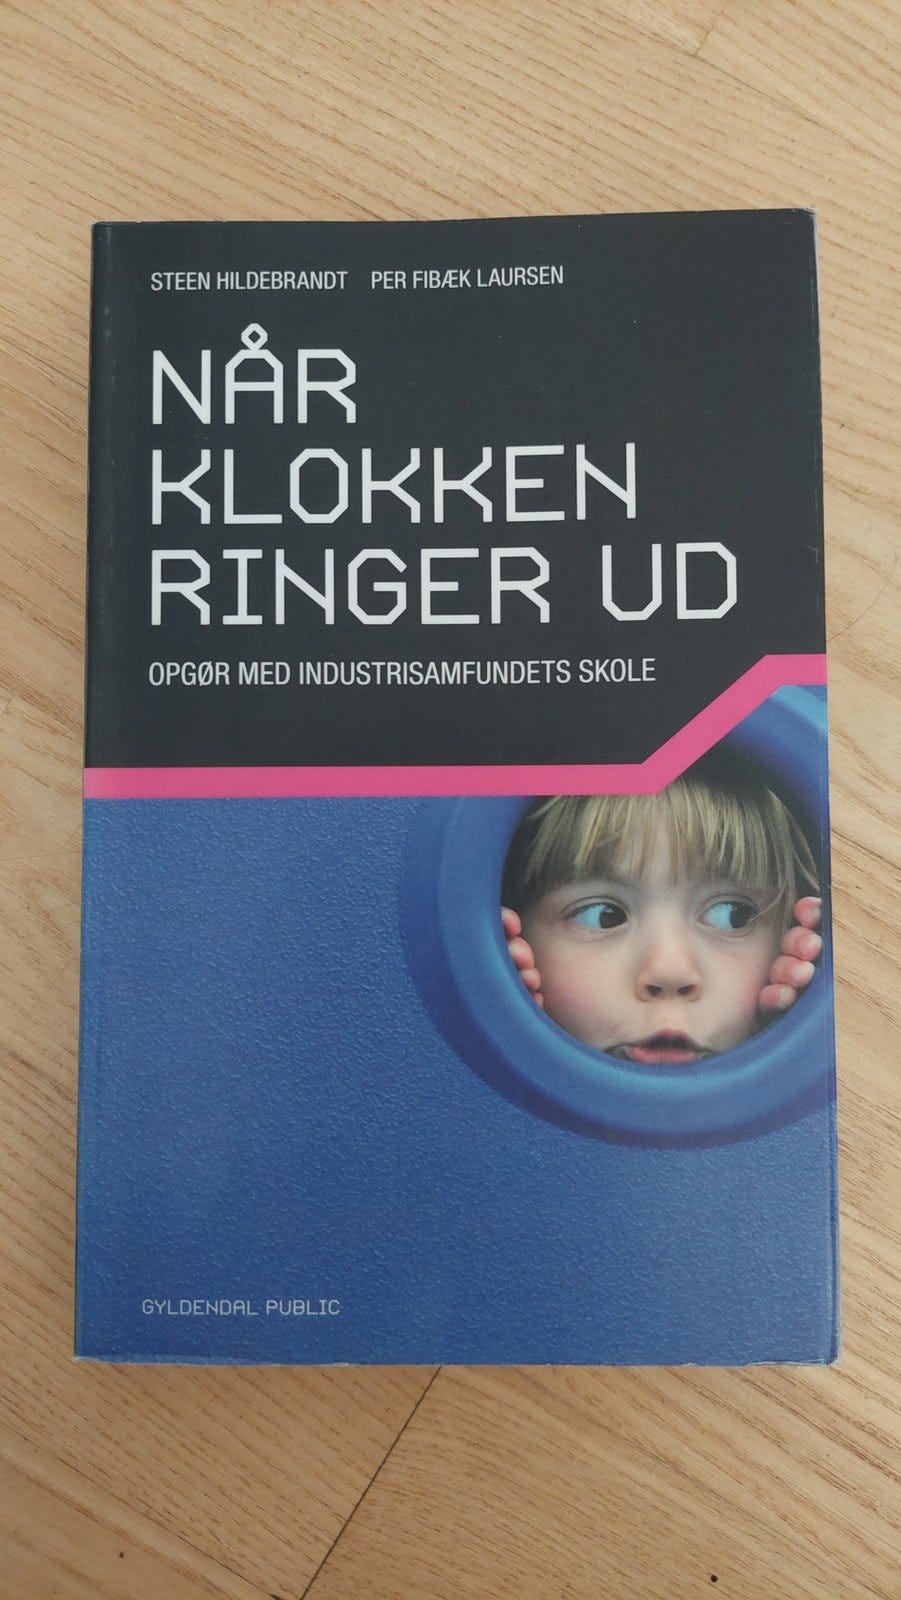 STEEN HILDEBRANDT PER FIBÆK LAURSEN
NÅR
KLOKKEN
RINGER UD
OPGØR MED INDUSTRISAMFUNDETS SKOLE
GYLDENDAL PUBLIC